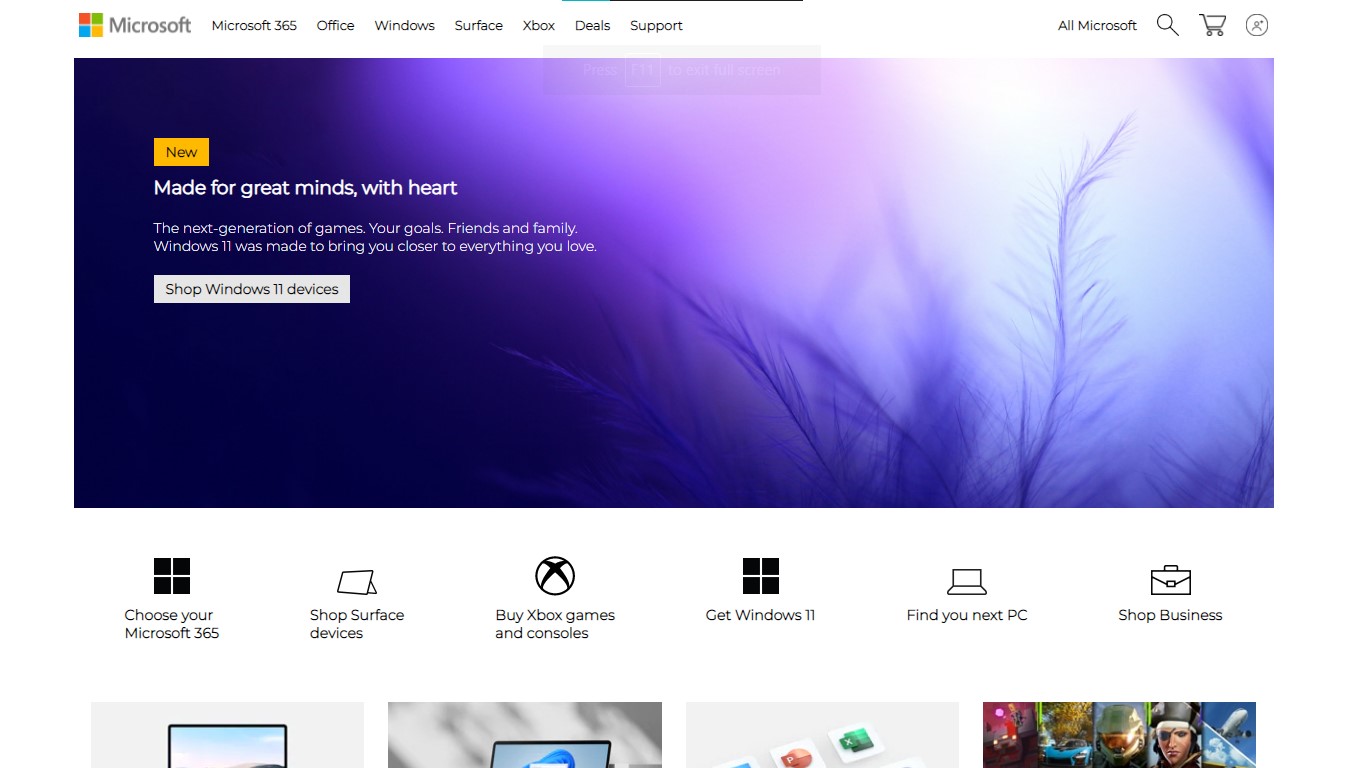 Microsoft
Microsoft 365
Office
Windows
Surface
Xbox
Deals
Support
All Microsoft
Press F11 to exit full screen
New
Made for great minds, with heart
The next-generation of games. Your goals. Friends and family.
Windows 11 was made to bring you closer to everything you love.
Shop Windows 11 devices
Choose your
Microsoft 365
Shop Surface
devices
Buy Xbox games
and consoles
Get Windows 11
Find you next PC
Shop Business